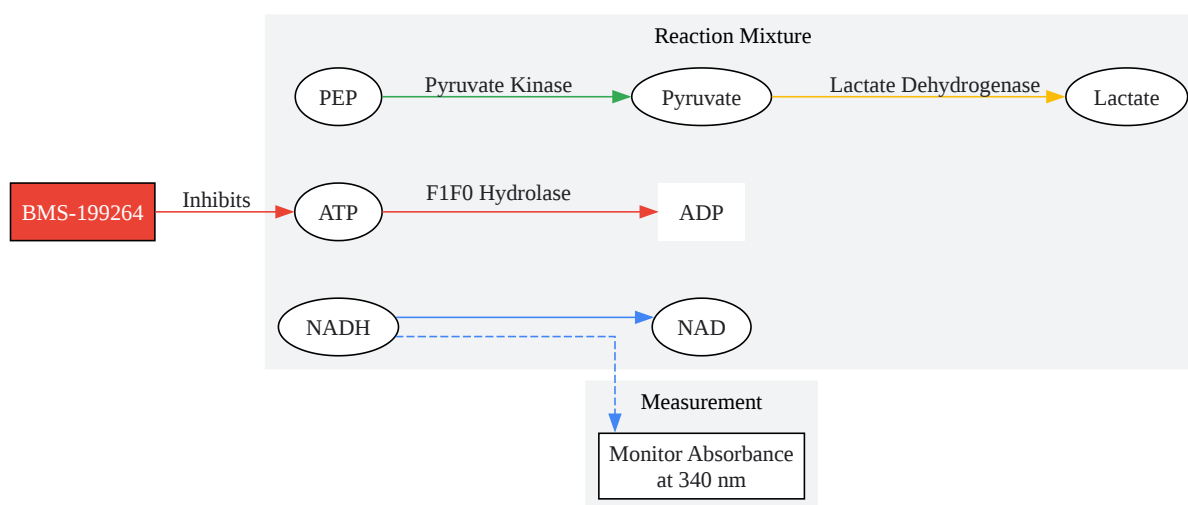 Reaction Mixture
PEP
Pyruvate Kinase
Pyruvate
Lactate Dehydrogenase
Lactate
BMS-199264
Inhibits
ATP
F1F0 Hydrolase
ADP
NADH
NAD
Measurement
Monitor Absorbance
at 340 nm